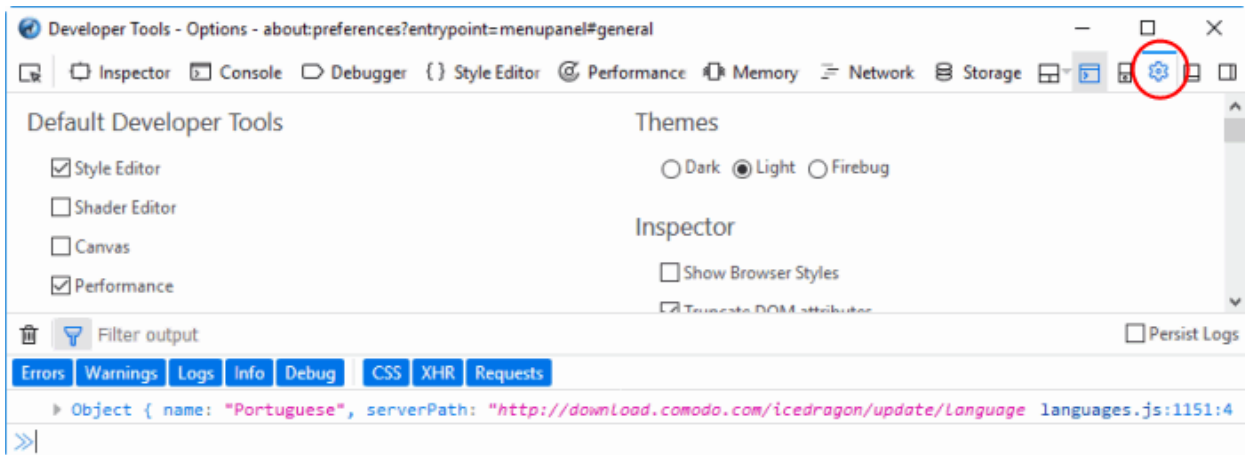 Developer Tools - Options - about:preferences?entrypoint=menupanel#general
Inspector Console Debugger { } Style Editor Performance Memory Network Storage
Default Developer Tools
Style Editor
Shader Editor
Canvas
Performance
Themes
Dark Light Firebug
Inspector
Show Browser Styles
Truncate DOM attributes
Filter output Persist Logs
Errors Warnings Logs Info Debug CSS XHR Requests
Object { name: "Portuguese", serverPath: "http://download.comodo.com/icedragon/update/language languages.js:1151:4